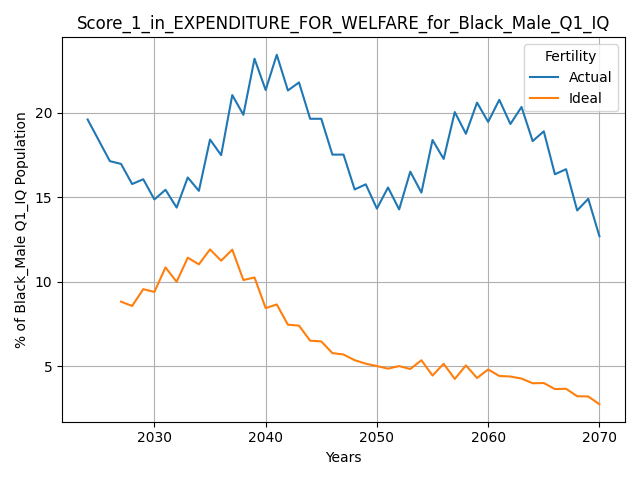 Score_1_in_EXPENDITURE_FOR_WELFARE_for_Black_Male_Q1_IQ
Fertility
Actual
Ideal
% of Black_Male Q1_IQ Population
20
15
10
5
2030
2040
2050
2060
2070
Years